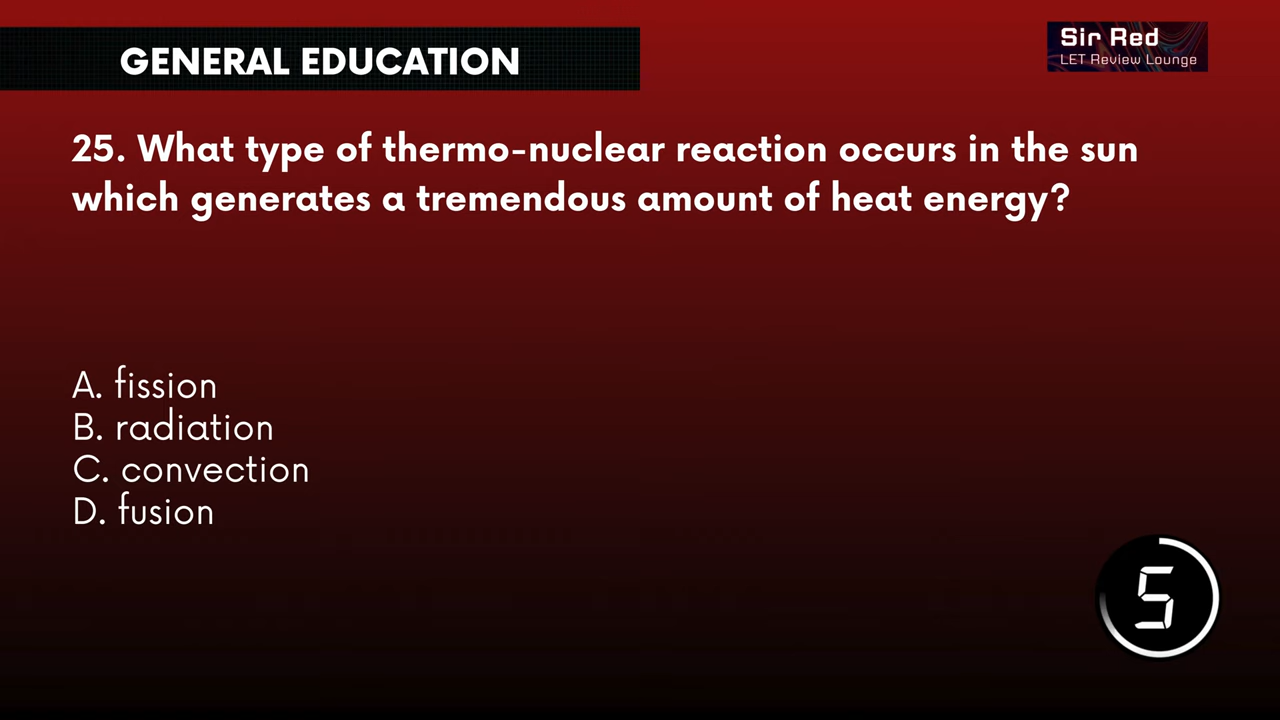 GENERAL EDUCATION
Sir Red
LET Review Lounge
25. What type of thermo-nuclear reaction occurs in the sun
which generates a tremendous amount of heat energy?
A. fission
B. radiation
C. convection
D. fusion
5